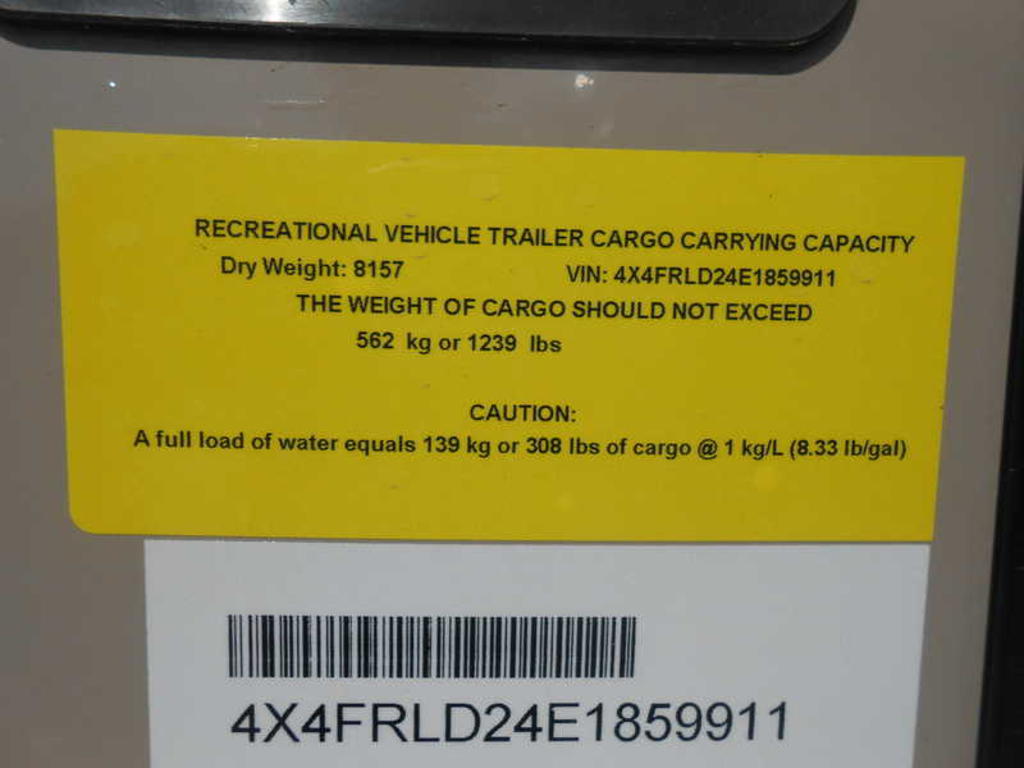 RECREATIONAL VEHICLE TRAILER CARGO CARRYING CAPACITY
Dry Weight: 8157 VIN: 4X4FRLD24E1859911
THE WEIGHT OF CARGO SHOULD NOT EXCEED
562 kg or 1239 lbs
CAUTION:
A full load of water equals 139 kg or 308 lbs of cargo @ 1 kg/L (8.33 lb/gal)
4X4FRLD24E1859911